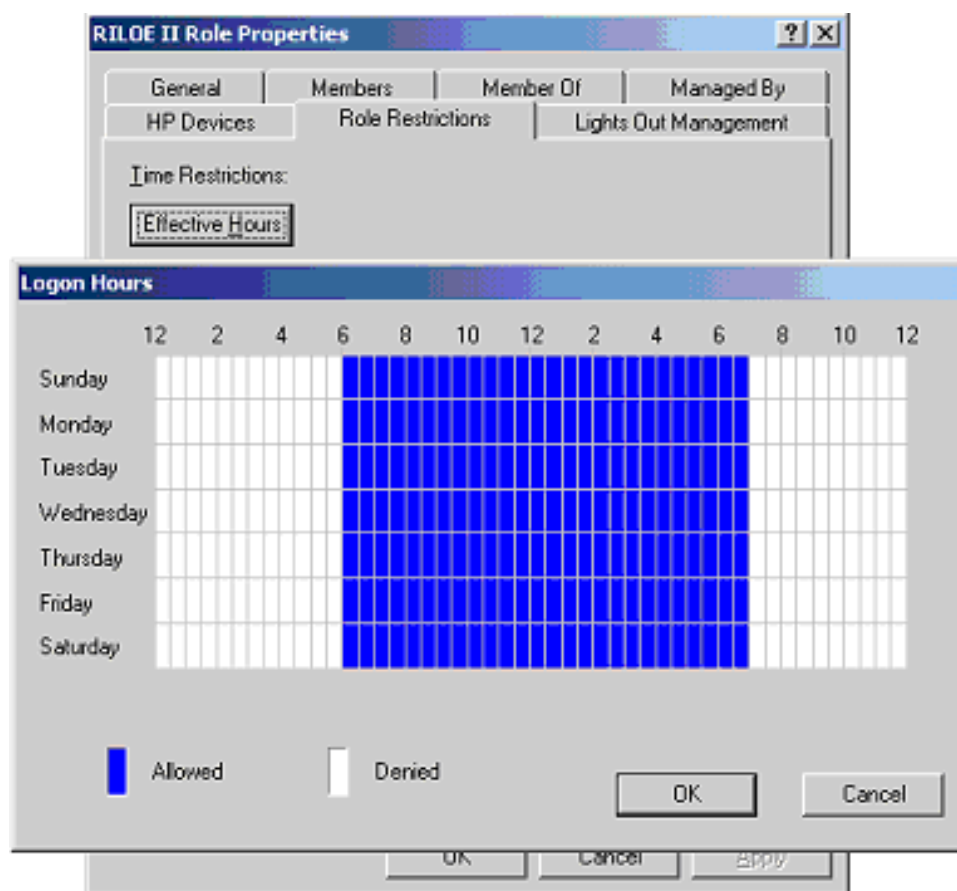 RILOE II Role Properties
General Members Member Of Managed By
HP Devices Role Restrictions Lights Out Management
Time Restrictions:
Effective Hours
Logon Hours
12 2 4 6 8 10 12 2 4 6 8 10 12
Sunday
Monday
Tuesday
Wednesday
Thursday
Friday
Saturday
Allowed Denied
OK Cancel
OK Cancel Apply